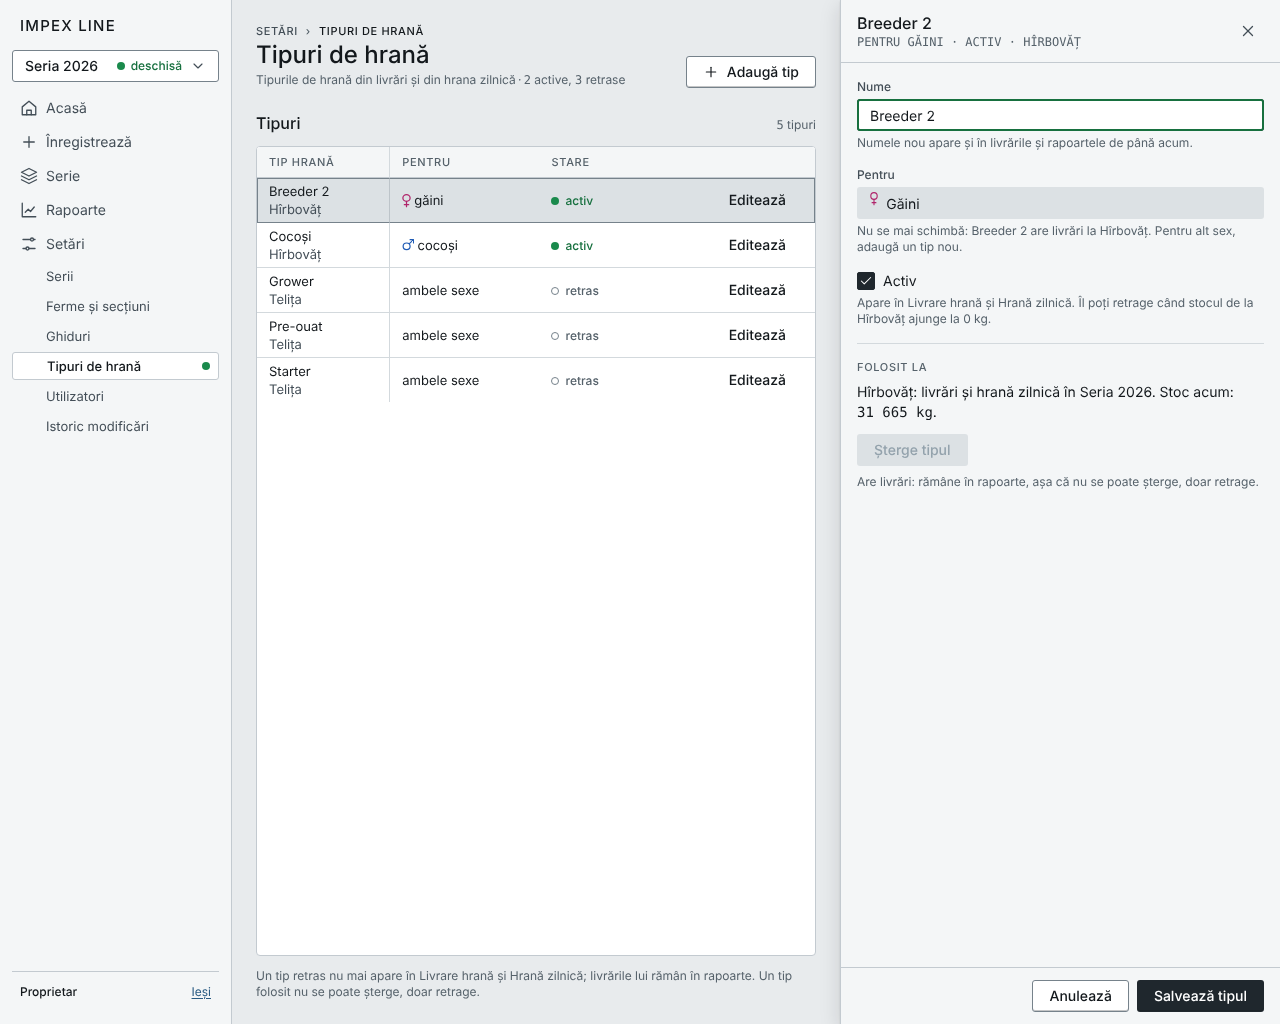 IMPEX LINE
Seria 2026 deschisă
Acasă
Înregistrează
Serie
Rapoarte
Setări
Serii
Ferme și secțiuni
Ghiduri
Tipuri de hrană
Utilizatori
Istoric modificări
Proprietar Ieși
SETĂRI › TIPURI DE HRANĂ
Tipuri de hrană
Tipurile de hrană din livrări și din hrana zilnică · 2 active, 3 retrase
+ Adaugă tip
Tipuri 5 tipuri
TIP HRANĂ PENTRU STARE
Breeder 2
Hîrbovăț
♀ găini activ Editează
Cocoși
Hîrbovăț
♂ cocoși activ Editează
Grower
Telița
ambele sexe retras Editează
Pre-ouat
Telița
ambele sexe retras Editează
Starter
Telița
ambele sexe retras Editează
Un tip retras nu mai apare în Livrare hrană și Hrană zilnică; livrările lui rămân în rapoarte. Un tip
folosit nu se poate șterge, doar retrage.
Breeder 2
PENTRU GĂINI · ACTIV · HÎRBOVĂȚ
Nume
Breeder 2
Numele nou apare și în livrările și rapoartele de până acum.
Pentru
♀ Găini
Nu se mai schimbă: Breeder 2 are livrări la Hîrbovăț. Pentru alt sex,
adaugă un tip nou.
Activ
Apare în Livrare hrană și Hrană zilnică. Îl poți retrage când stocul de la
Hîrbovăț ajunge la 0 kg.
FOLOSIT LA
Hîrbovăț: livrări și hrană zilnică în Seria 2026. Stoc acum:
31 665 kg.
Șterge tipul
Are livrări: rămâne în rapoarte, așa că nu se poate șterge, doar retrage.
Anulează Salvează tipul